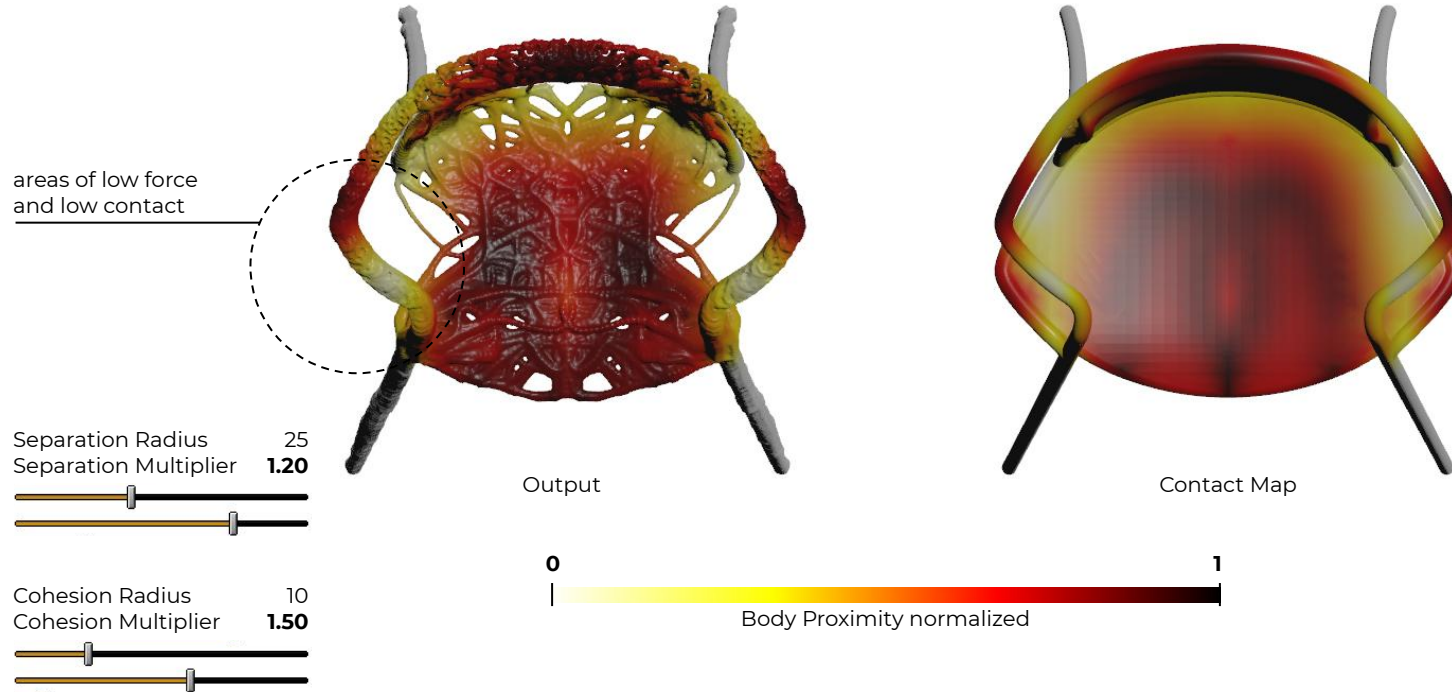 areas of low force
and low contact
Separation Radius 25
Separation Multiplier 1.20
Cohesion Radius 10
Cohesion Multiplier 1.50
Output
Contact Map
0 1
Body Proximity normalized